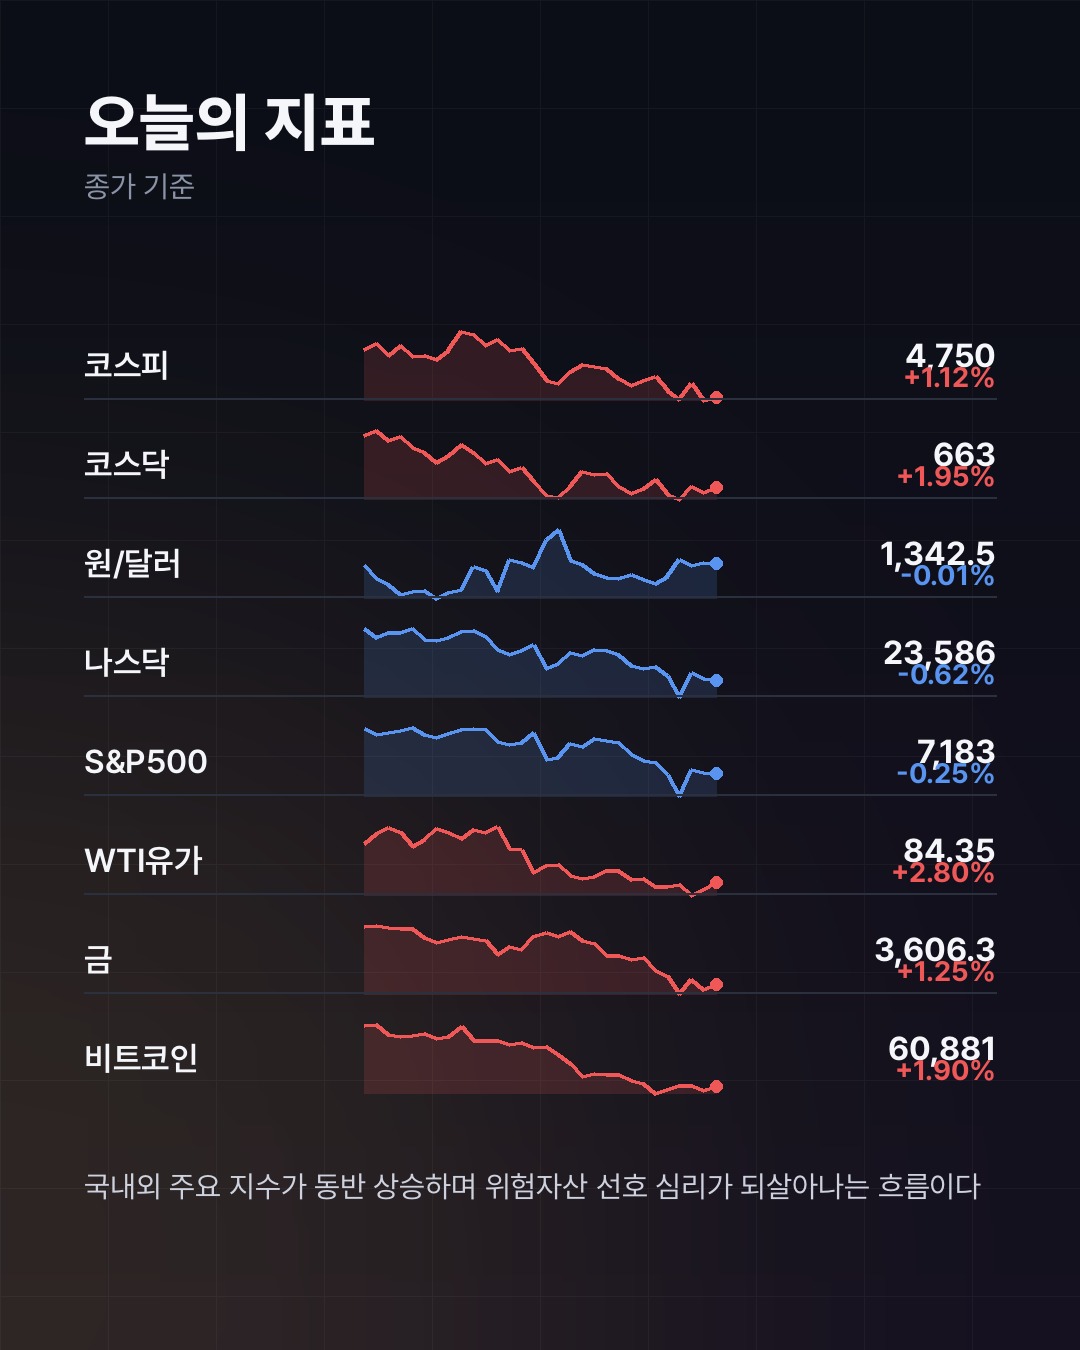 오늘의 지표
종가 기준
코스피 4,750
+1.12%
코스닥 663
+1.95%
원/달러 1,342.5
-0.01%
나스닥 23,586
-0.62%
S&P500 7,183
-0.25%
WTI유가 84.35
+2.80%
금 3,606.3
+1.25%
비트코인 60,881
+1.90%
국내외 주요 지수가 동반 상승하며 위험자산 선호 심리가 되살아나는 흐름이다